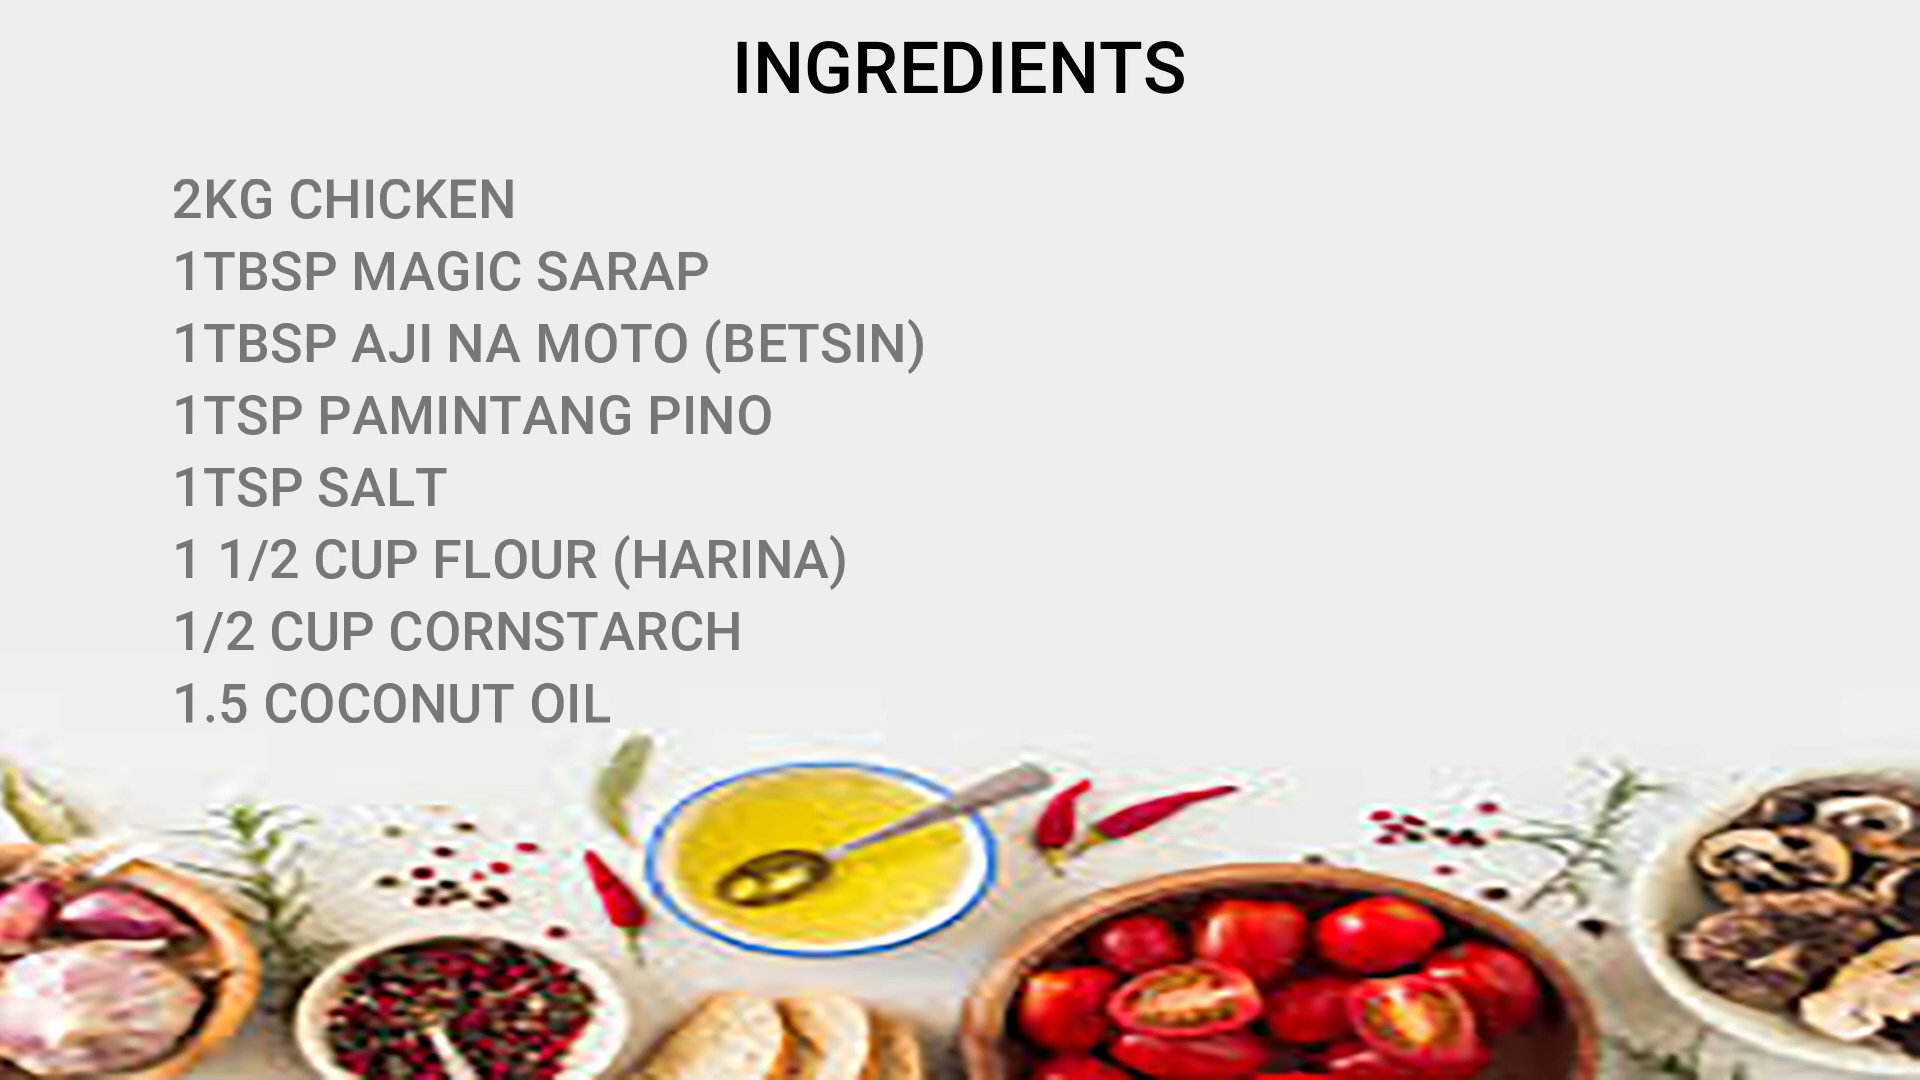 INGREDIENTS
2KG CHICKEN
1TBSP MAGIC SARAP
1TBSP AJI NA MOTO (BETSIN)
1TSP PAMINTANG PINO
1TSP SALT
1 1/2 CUP FLOUR (HARINA)
1/2 CUP CORNSTARCH
1.5 COCONUT OIL